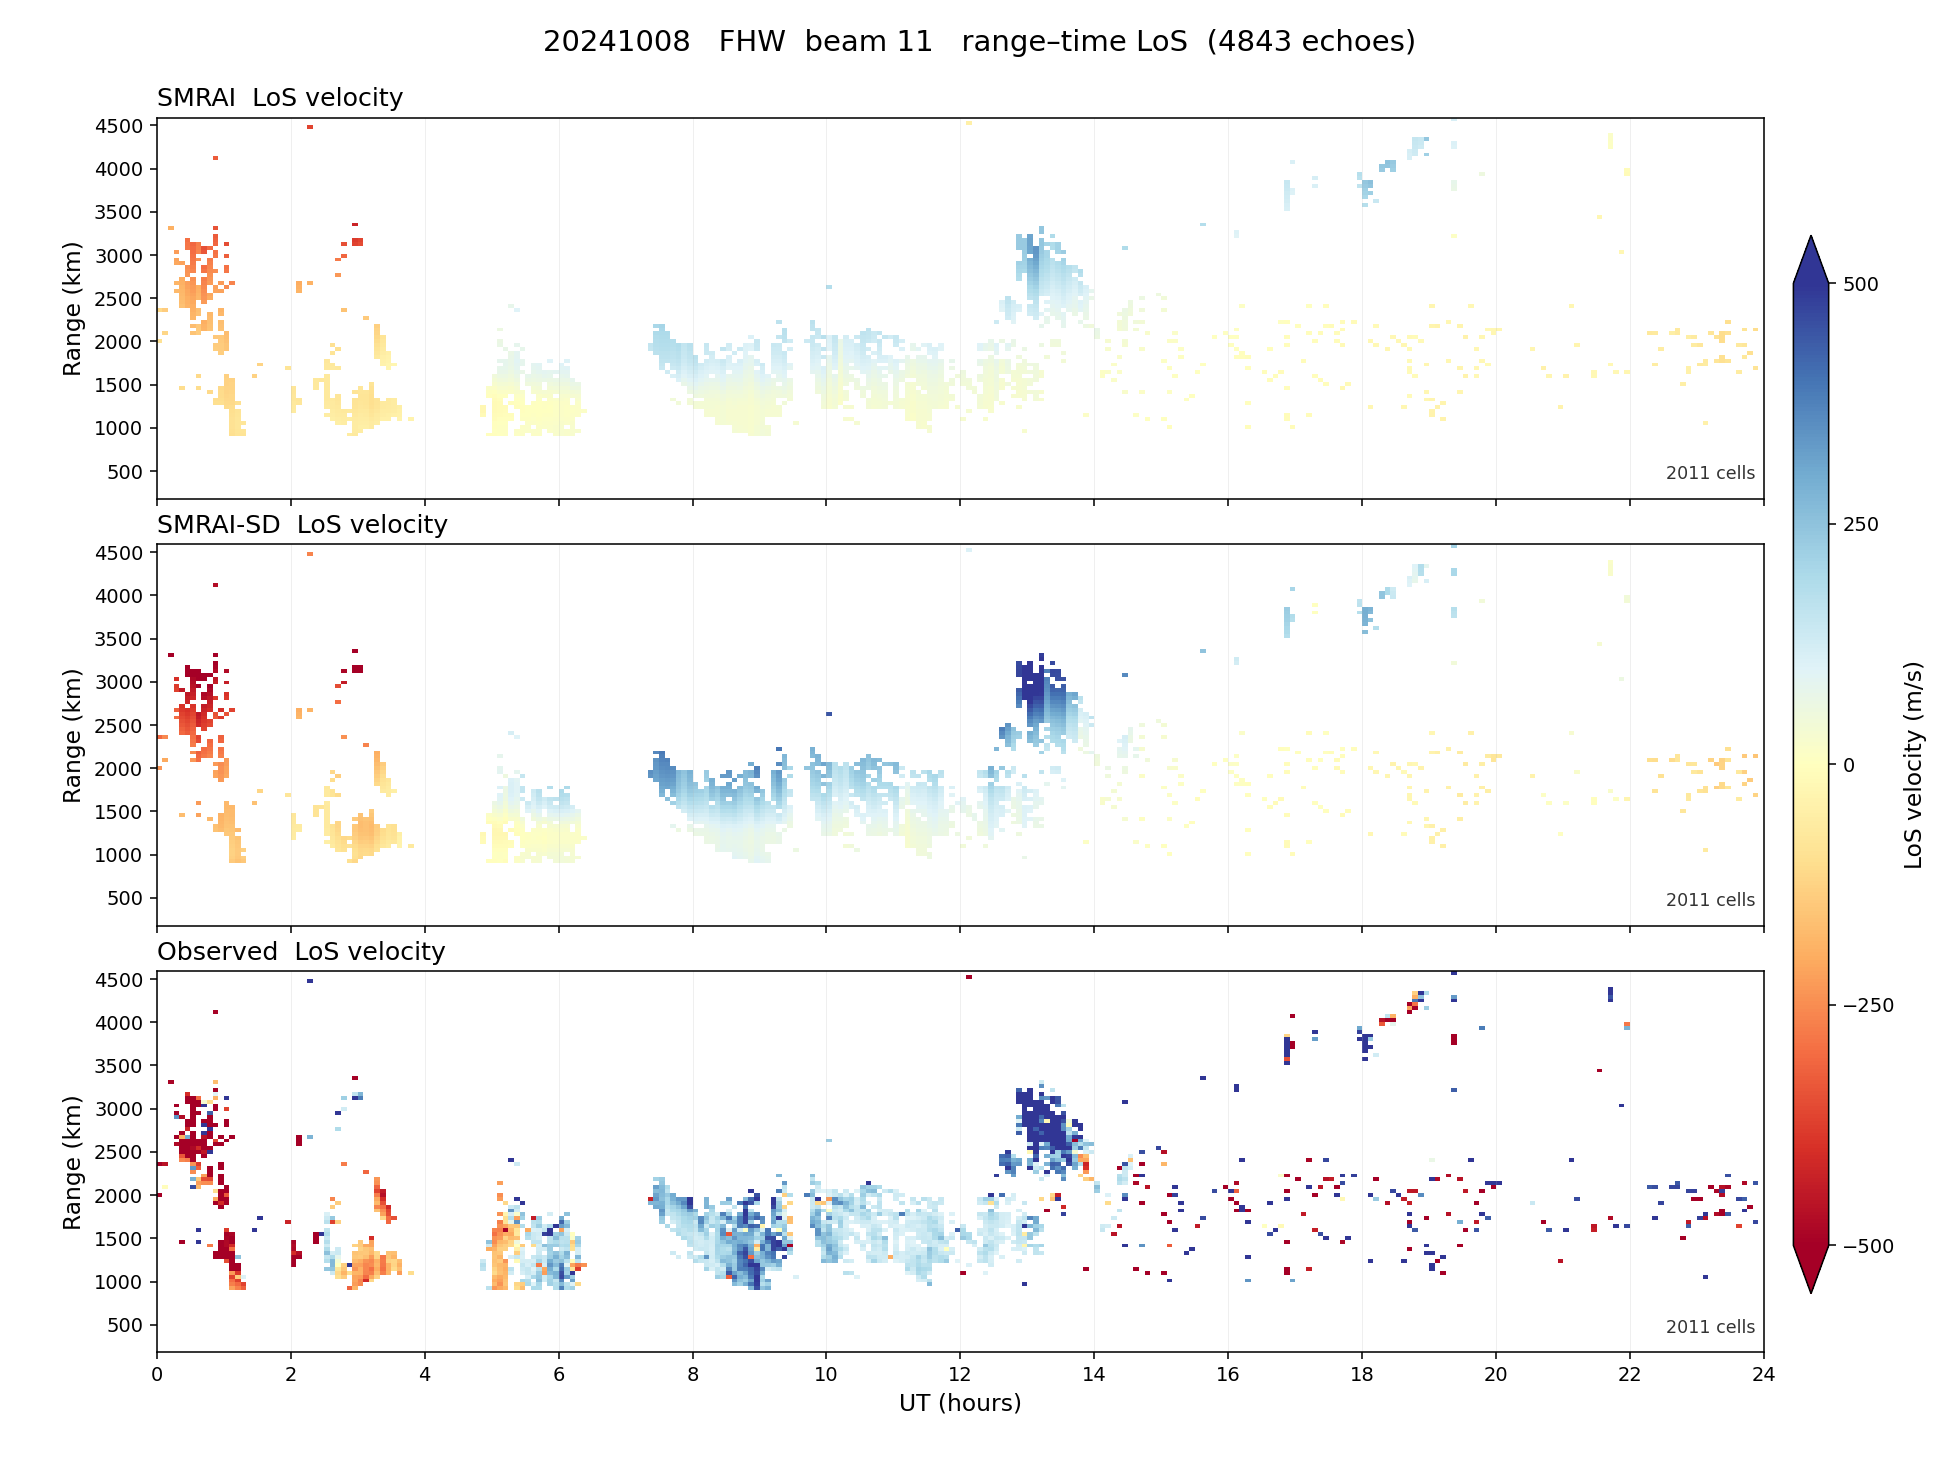 20241008   FHW  beam 11   range–time LoS  (4843 echoes)
SMRAI  LoS velocity
4500
4000
3500
3000
2500
2000
1500
1000
500
Range (km)
2011 cells
SMRAI-SD  LoS velocity
4500
4000
3500
3000
2500
2000
1500
1000
500
Range (km)
2011 cells
Observed  LoS velocity
4500
4000
3500
3000
2500
2000
1500
1000
500
Range (km)
2011 cells
0 2 4 6 8 10 12 14 16 18 20 22 24
UT (hours)
500
250
0
−250
−500
LoS velocity (m/s)